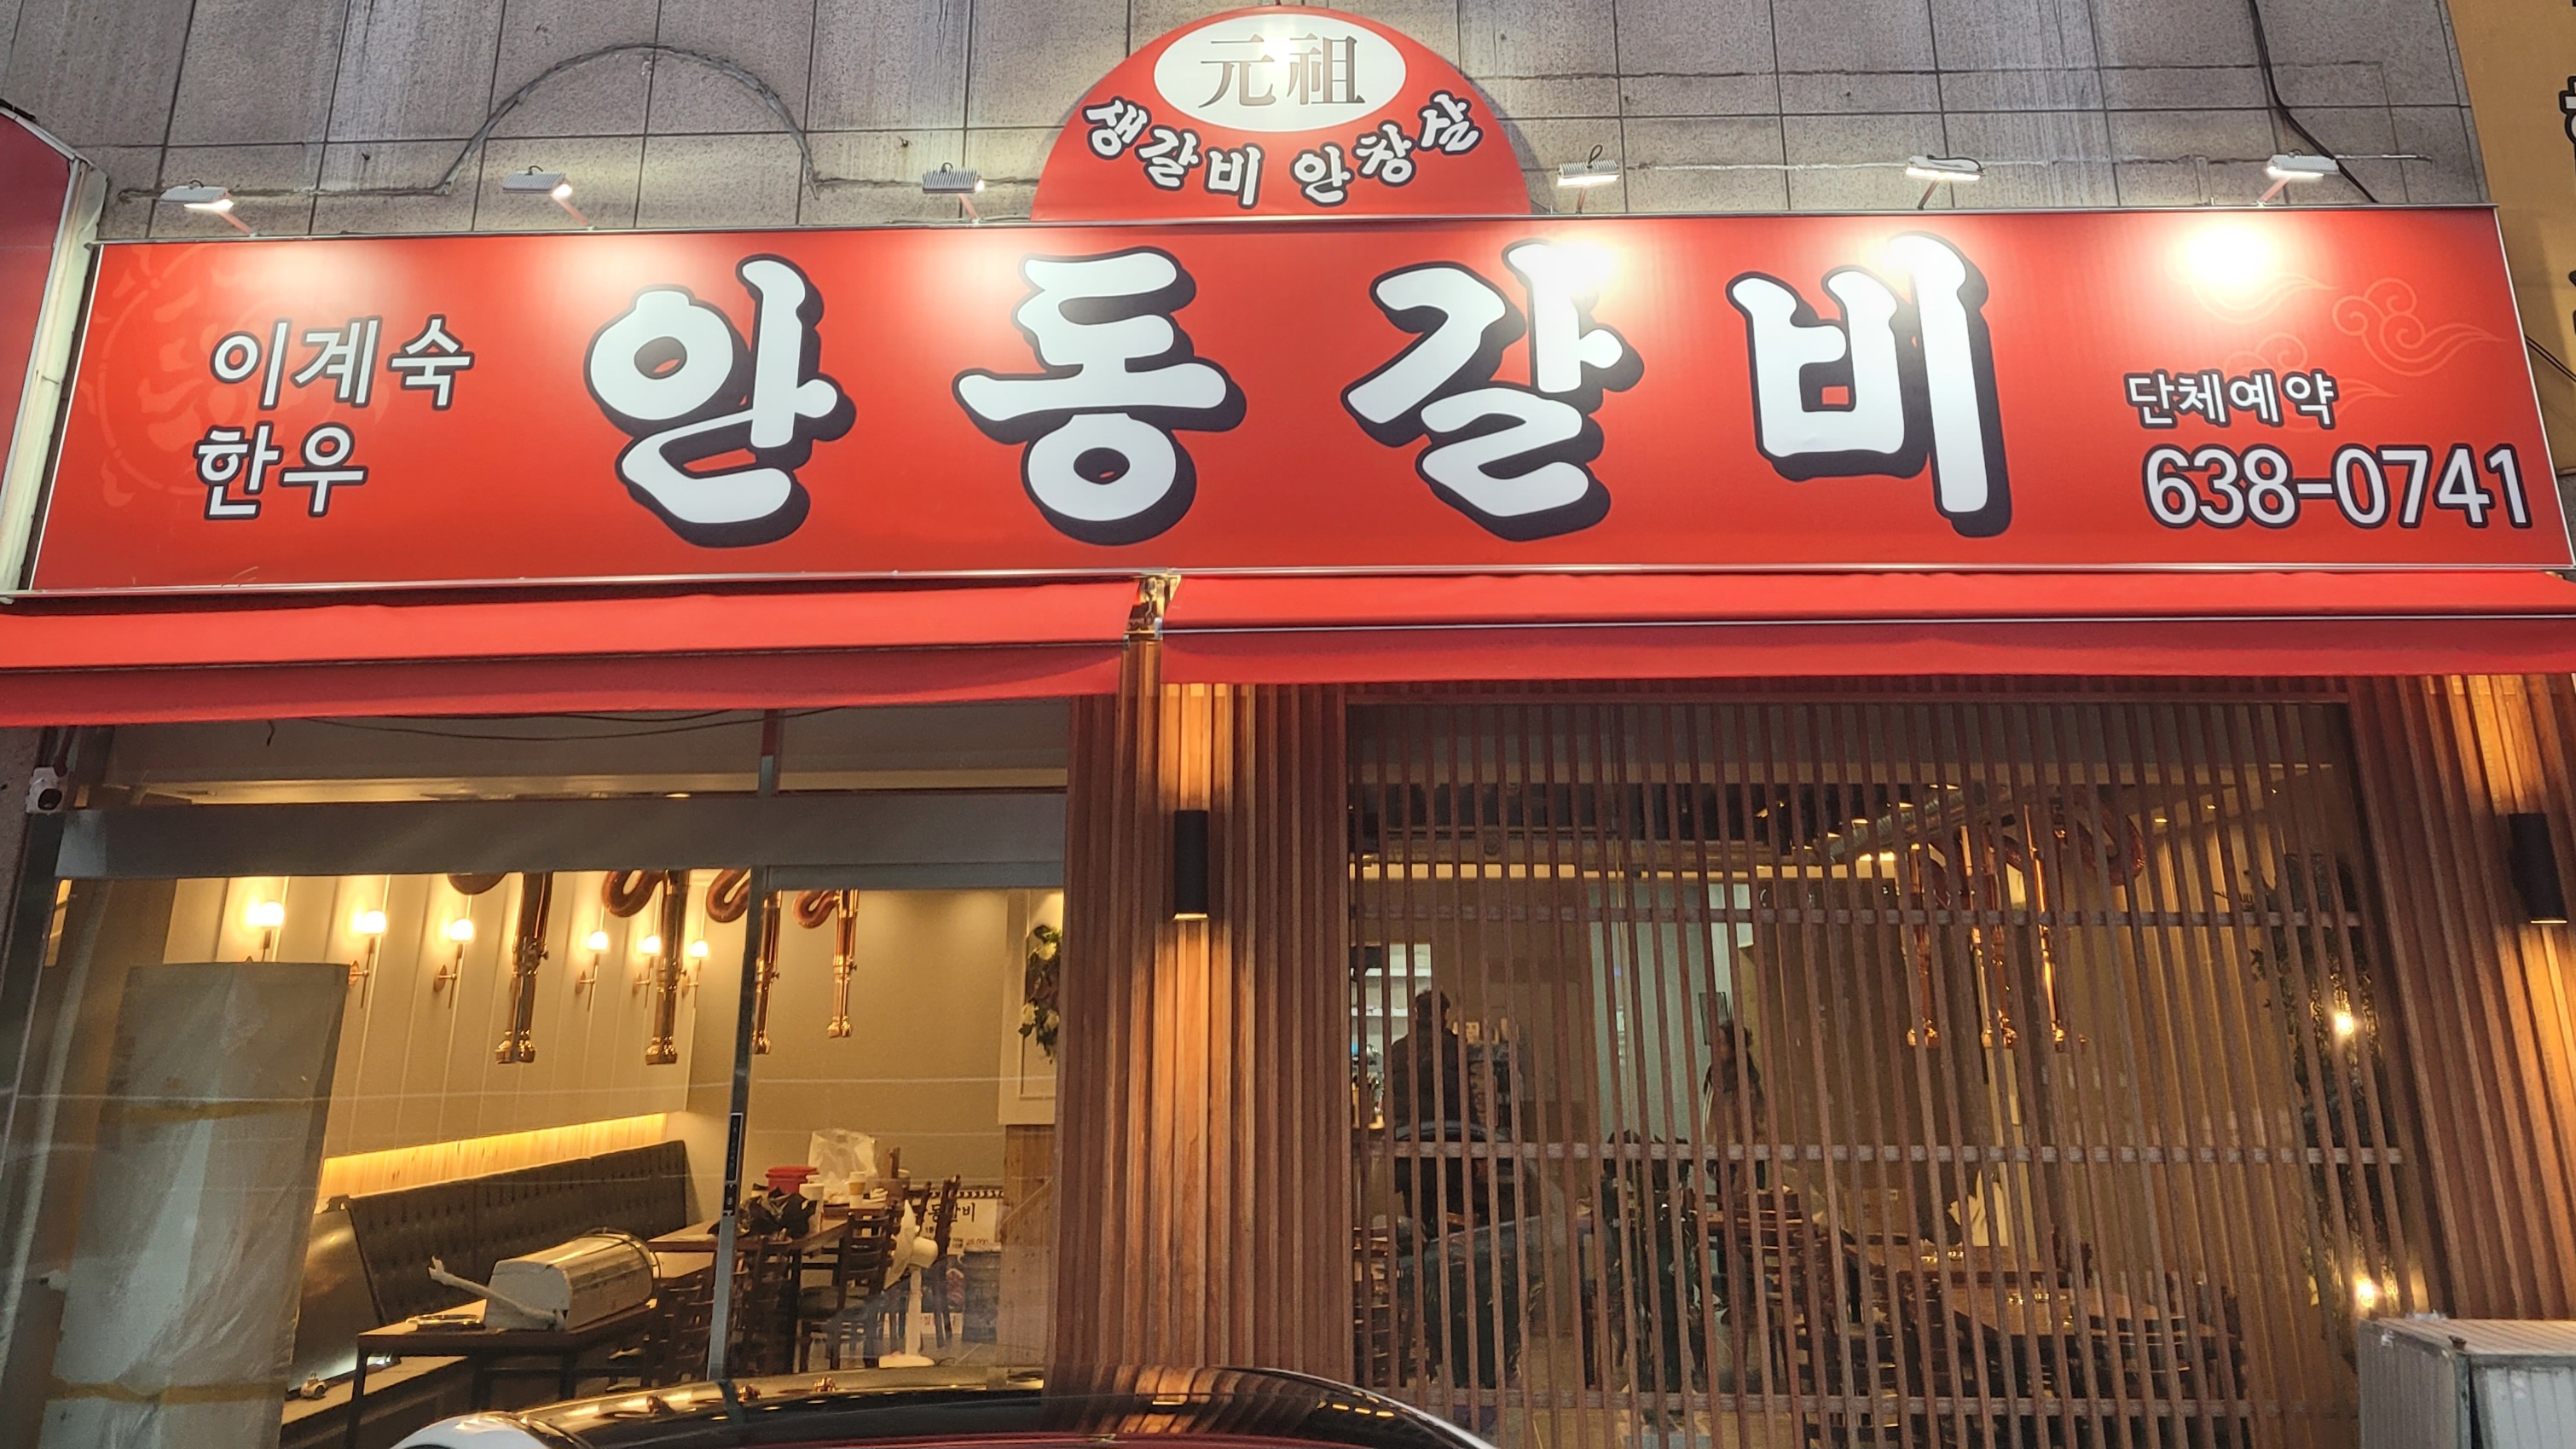 元祖
생갈비 안창살
이계숙
한우
안동갈비
단체예약
638-0741